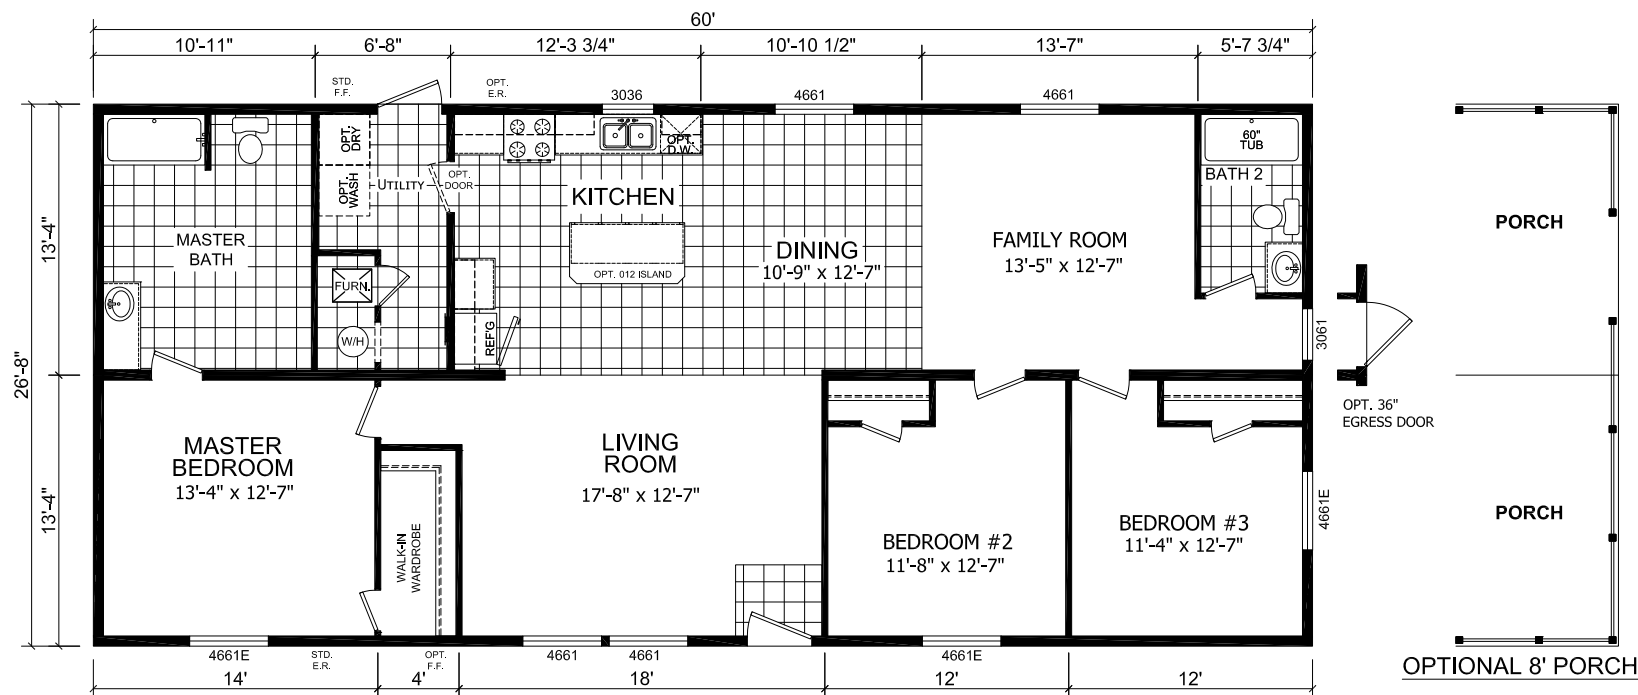 60'
10'-11"
6'-8"
12'-3 3/4"
10'-10 1/2"
13'-7"
5'-7 3/4"
STD.
F.F.
OPT.
E.R.
3036
4661
4661
OPT.
DRY
OPT.
WASH
UTILITY
OPT.
DOOR
OPT.
D.W.
60"
TUB
BATH 2
KITCHEN
MASTER
BATH
DINING
10'-9" x 12'-7"
FAMILY ROOM
13'-5" x 12'-7"
PORCH
13'-4"
OPT. 012 ISLAND
FURN.
W/H
REF'G
3061
26'-8"
OPT. 36"
EGRESS DOOR
MASTER
BEDROOM
13'-4" x 12'-7"
LIVING
ROOM
17'-8" x 12'-7"
13'-4"
WALK-IN
WARDROBE
BEDROOM #2
11'-8" x 12'-7"
BEDROOM #3
11'-4" x 12'-7"
4661E
PORCH
4661E
STD.
E.R.
OPT.
F.F.
4661
4661
4661E
OPTIONAL 8' PORCH
14'
4'
18'
12'
12'